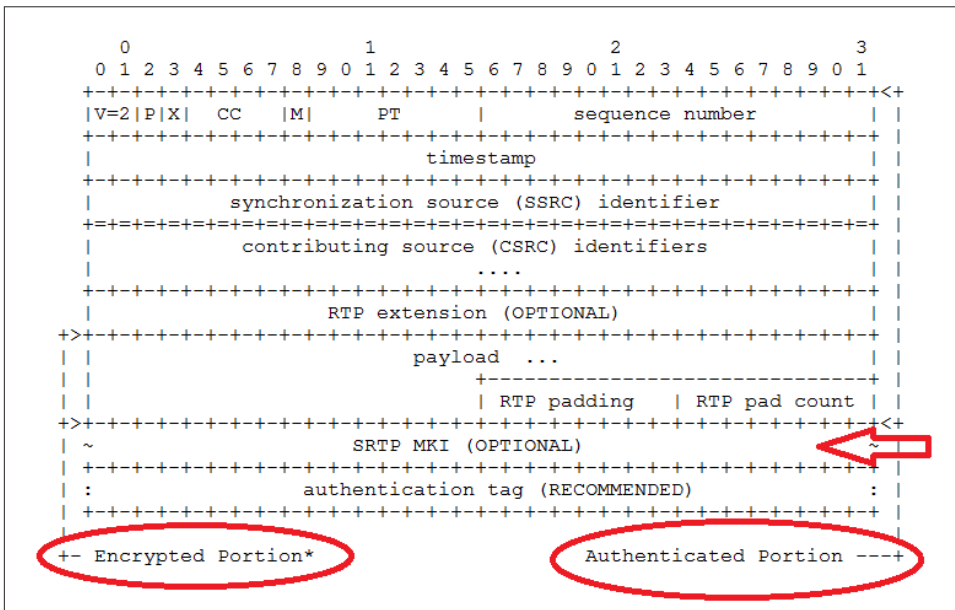 0 1 2 3
0 1 2 3 4 5 6 7 8 9 0 1 2 3 4 5 6 7 8 9 0 1 2 3 4 5 6 7 8 9 0 1
+-+-+-+-+-+-+-+-+-+-+-+-+-+-+-+-+-+-+-+-+-+-+-+-+-+-+-+-+-+-+-+-+<+
|V=2|P|X| CC |M| PT | sequence number | |
+-+-+-+-+-+-+-+-+-+-+-+-+-+-+-+-+-+-+-+-+-+-+-+-+-+-+-+-+-+-+-+-+ |
| timestamp | |
+-+-+-+-+-+-+-+-+-+-+-+-+-+-+-+-+-+-+-+-+-+-+-+-+-+-+-+-+-+-+-+-+ |
| synchronization source (SSRC) identifier | |
+=+=+=+=+=+=+=+=+=+=+=+=+=+=+=+=+=+=+=+=+=+=+=+=+=+=+=+=+=+=+=+=+ |
| contributing source (CSRC) identifiers | |
| .... | |
+-+-+-+-+-+-+-+-+-+-+-+-+-+-+-+-+-+-+-+-+-+-+-+-+-+-+-+-+-+-+-+-+ |
| RTP extension (OPTIONAL) | |
+>+-+-+-+-+-+-+-+-+-+-+-+-+-+-+-+-+-+-+-+-+-+-+-+-+-+-+-+-+-+-+-+-+ |
| | payload ... | |
| | +-------------------------------+ |
| | | RTP padding | RTP pad count | |
+>+-+-+-+-+-+-+-+-+-+-+-+-+-+-+-+-+-+-+-+-+-+-+-+-+-+-+-+-+-+-+-+-+<+
| ~ SRTP MKI (OPTIONAL) ~ |
| +-+-+-+-+-+-+-+-+-+-+-+-+-+-+-+-+-+-+-+-+-+-+-+-+-+-+-+-+-+-+-+-+ |
| : authentication tag (RECOMMENDED) : |
| +-+-+-+-+-+-+-+-+-+-+-+-+-+-+-+-+-+-+-+-+-+-+-+-+-+-+-+-+-+-+-+-+ |
| |
+- Encrypted Portion* Authenticated Portion ---+